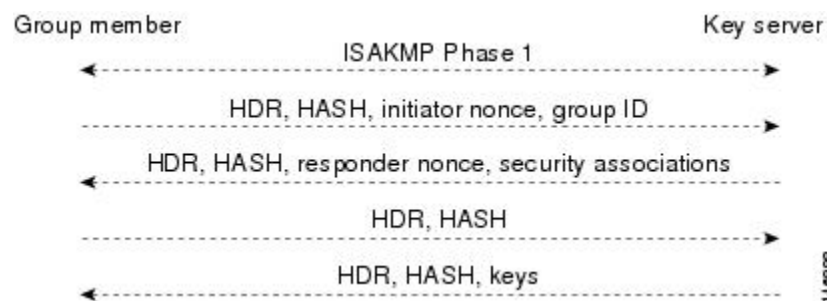 Group member
Key server
ISAKMP Phase 1
HDR, HASH, initiator nonce, group ID
HDR, HASH, responder nonce, security associations
HDR, HASH
HDR, HASH, keys